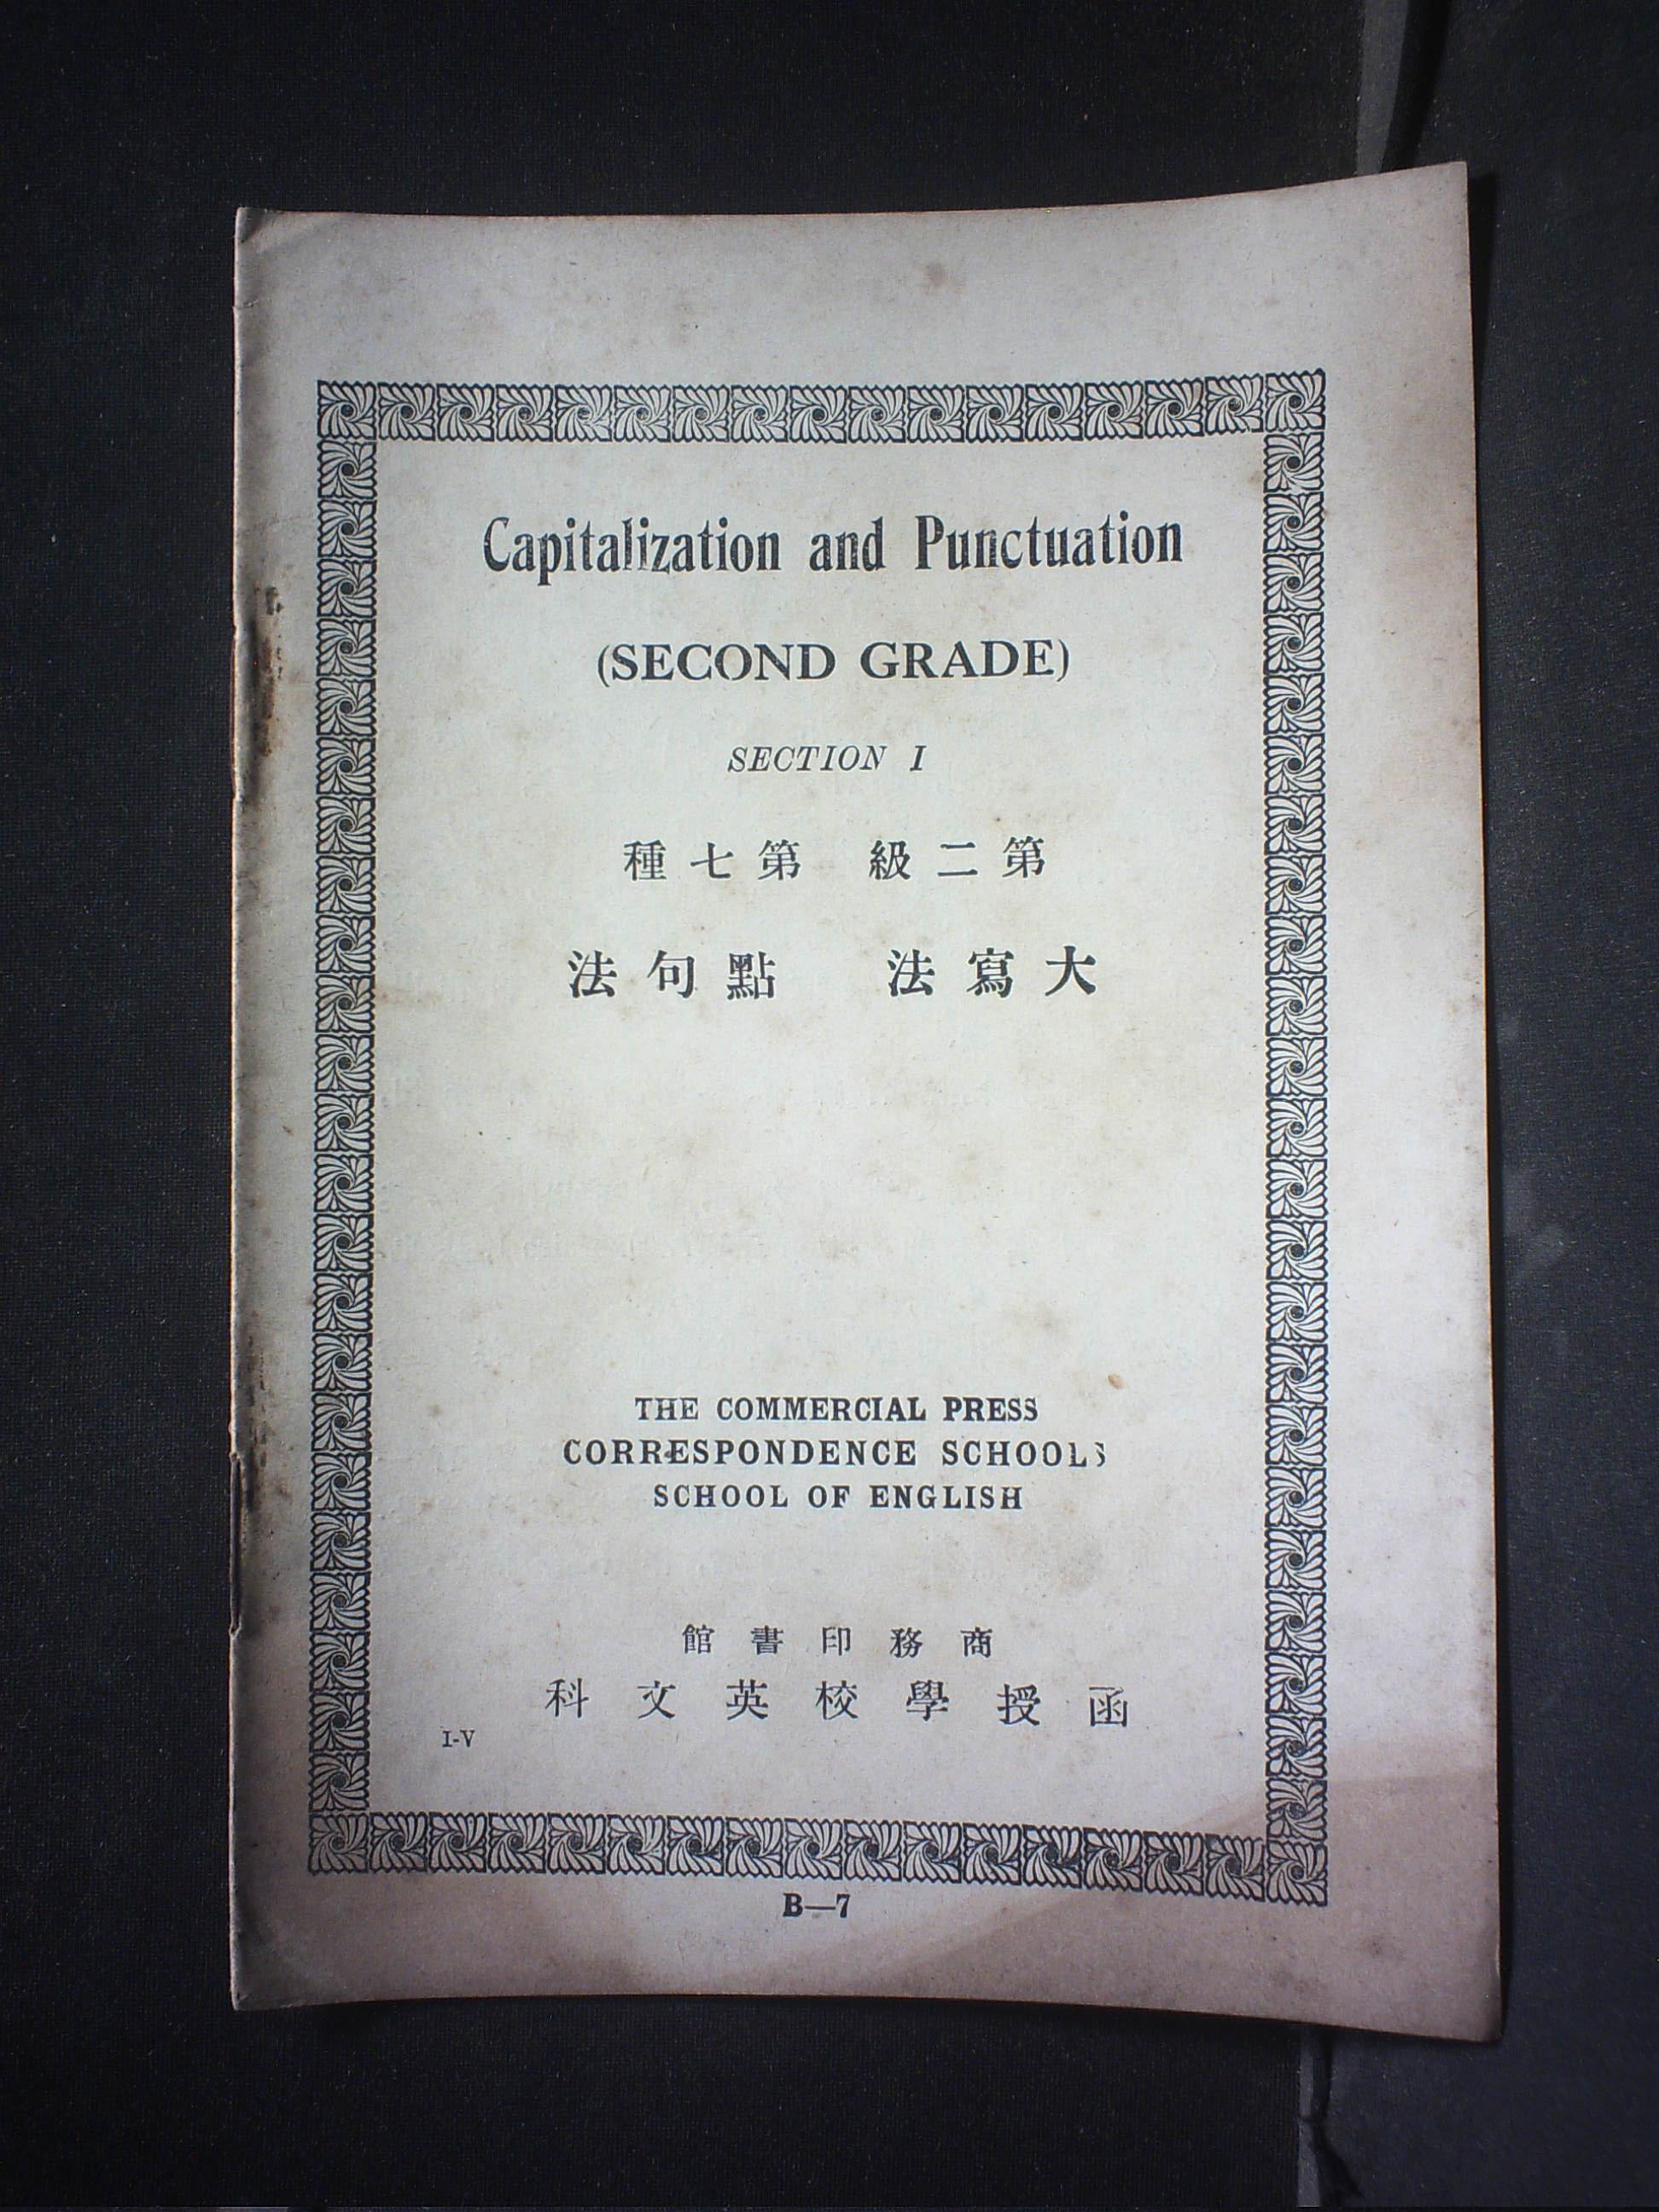 Capitalization and Punctuation
(SECOND GRADE)
SECTION I
第二級 第七種
大寫法 點句法
THE COMMERCIAL PRESS
CORRESPONDENCE SCHOOLS
SCHOOL OF ENGLISH
商務印書館
函授學校英文科
I-V
B—7